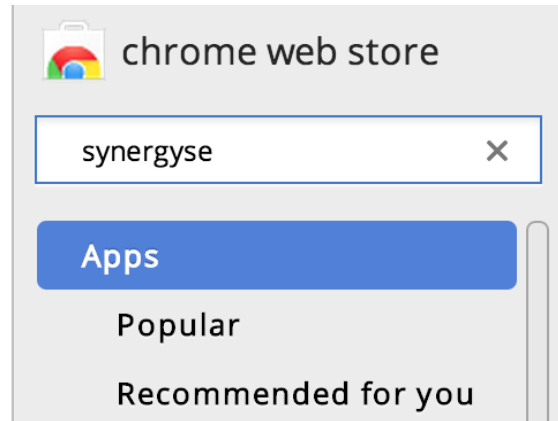 chrome web store
synergyse
Apps
Popular
Recommended for you